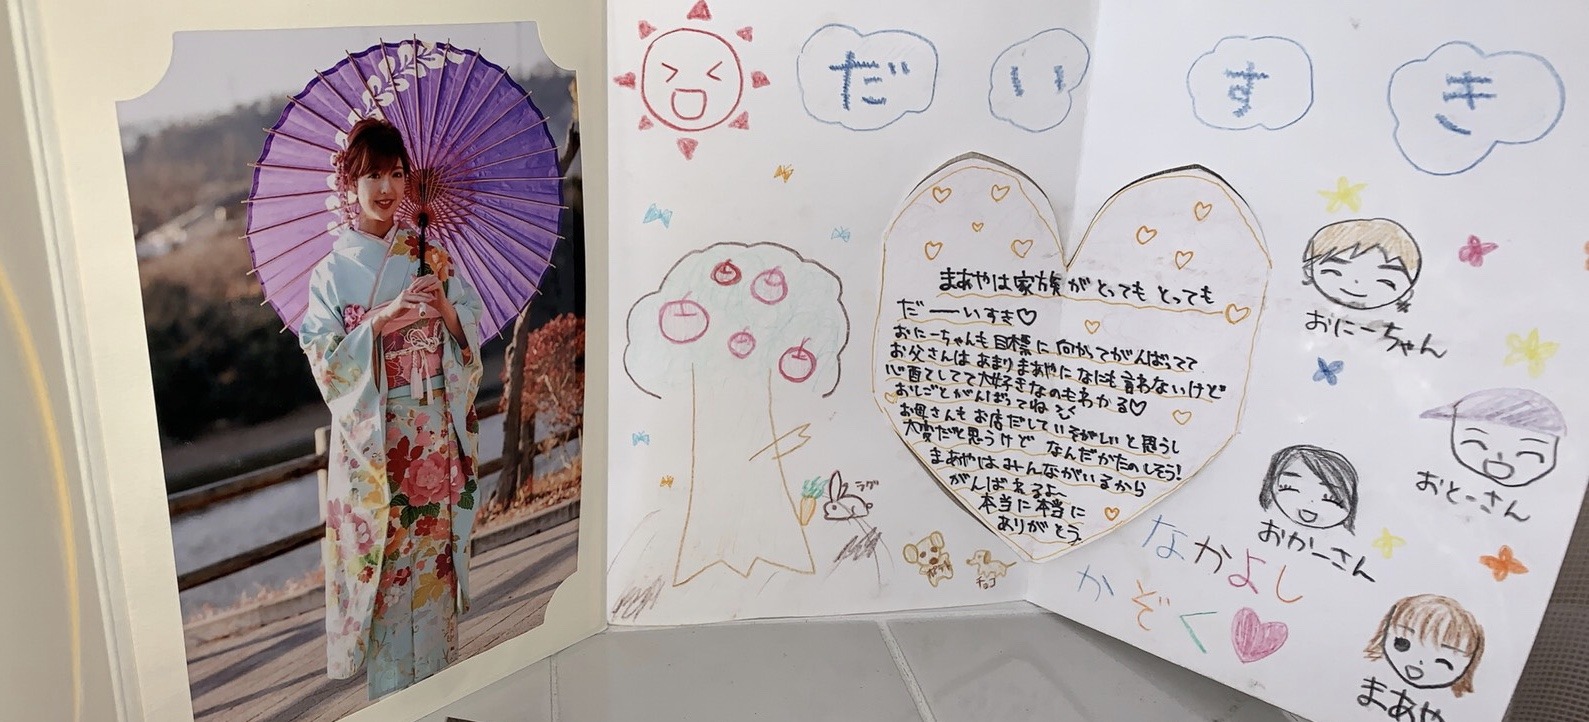 だいすき
まあやは家族がとってもとっても
だーーいすき♡
おにーちゃんも目標に向かってがんばってて
お父さんはあまりまあやになにも言わないけど
心配してて大好きなのもわかる♡
おしごとがんばってね
お母さんもお店だしていそがしいと思うし
大変だと思うけどなんだかたのしそう!
まあやはみんながいるから
がんばれるよ〜
本当に本当に
ありがとう。
おにーちゃん
おとーさん
おかーさん
まあや
なかよし
かぞく
ラグ
チョコ